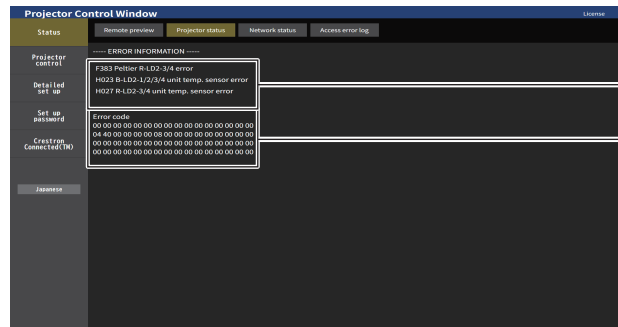 Projector Control Window
License
Status
Remote preview
Projector status
Network status
Access error log
Projector
control
Detailed
set up
Set up
password
Crestron
Connected(TM)
Japanese
----- ERROR INFORMATION -----
F383 Peltier R-LD2-3/4 error
H023 B-LD2-1/2/3/4 unit temp. sensor error
H027 R-LD2-3/4 unit temp. sensor error
Error code
00 00 00 00 00 00 00 00 00 00 00 00 00 00 00 00
04 40 00 00 00 00 08 00 00 00 00 00 00 00 00 00
00 00 00 00 00 00 00 00 00 00 00 00 00 00 00 00
00 00 00 00 00 00 00 00 00 00 00 00 00 00 00 00